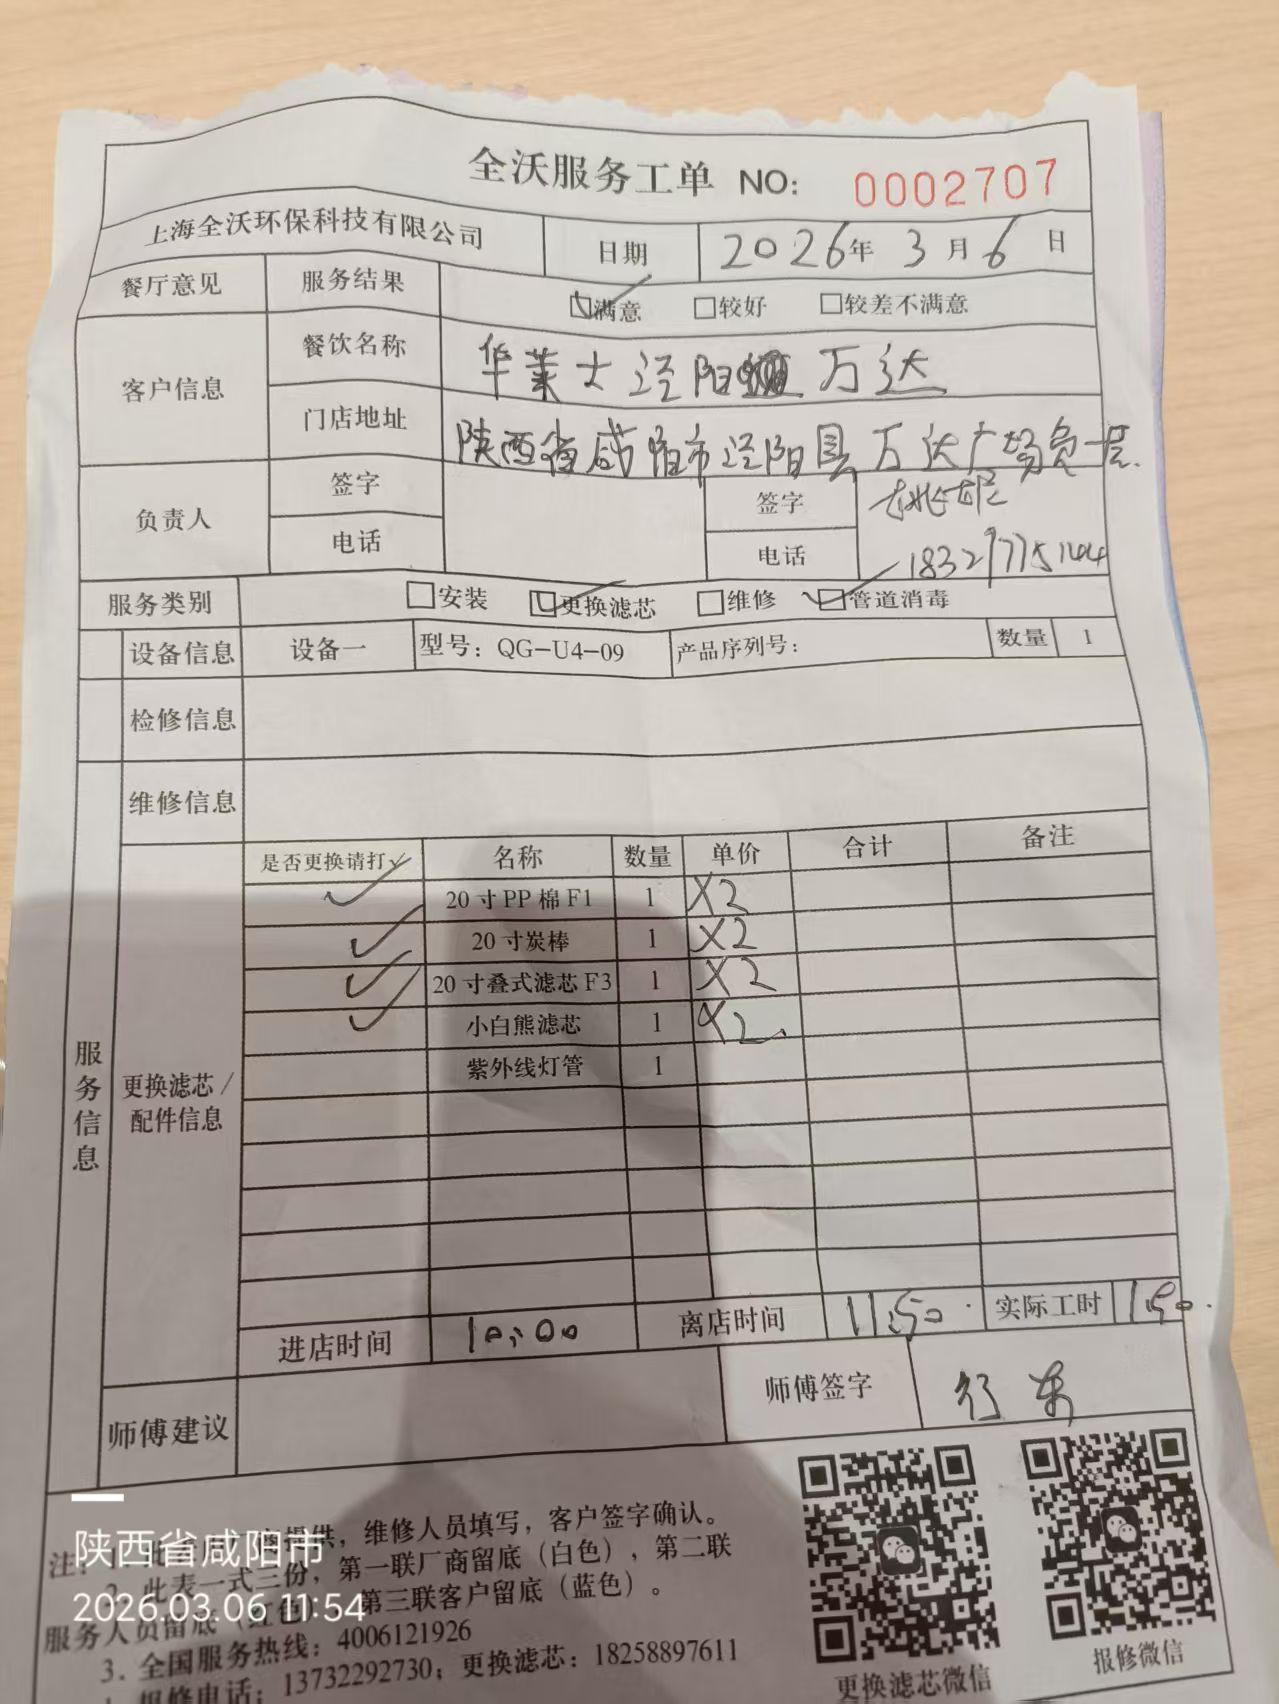 全沃服务工单 NO: 0002707
上海全沃环保科技有限公司 日期 2026年 3月 6日
餐厅意见 服务结果 满意 较好 较差不满意
客户信息 餐饮名称 华莱士泾阳万达
门店地址 陕西省咸阳市泾阳县万达广场负一层
负责人 签字 签字
电话 电话 18329775144
服务类别 安装 更换滤芯 维修 管道消毒
设备信息 设备一 型号：QG-U4-09 产品序列号： 数量 1
检修信息
维修信息
服务信息
更换滤芯/配件信息
是否更换请打✓ 名称 数量 单价 合计 备注
✓ 20寸PP棉F1 1 X2
✓ 20寸炭棒 1 X2
✓ 20寸叠式滤芯F3 1 X2
✓ 小白熊滤芯 1 X2
紫外线灯管 1
进店时间 10:00 离店时间 11:50 实际工时 1:50
师傅建议 师傅签字 行东
注：提供，维修人员填写，客户签字确认。
2、此表一式三份，第一联厂商留底（白色），第二联
服务人员留底（红色）第三联客户留底（蓝色）。
3. 全国服务热线：4006121926
报修电话：13732292730；更换滤芯：18258897611
更换滤芯微信
报修微信
陕西省咸阳市
2026.03.06 11:54